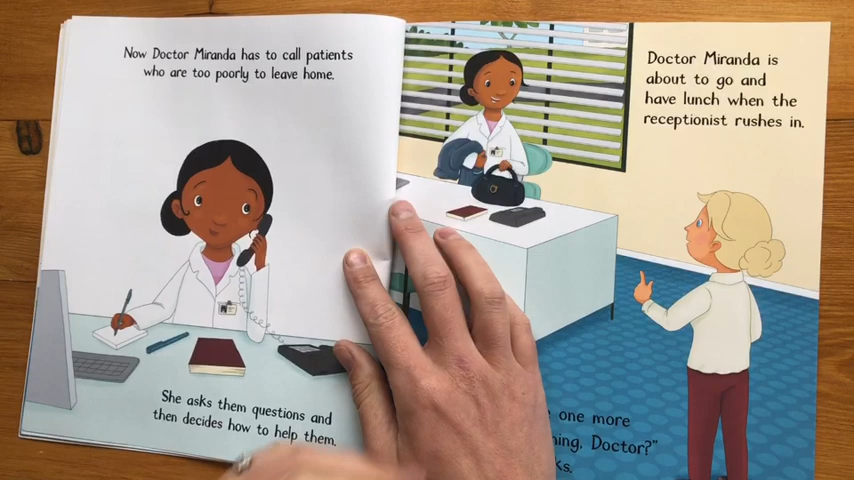 Now Doctor Miranda has to call patients
who are too poorly to leave home.
She asks them questions and
then decides how to help them.
Doctor Miranda is
about to go and
have lunch when the
receptionist rushes in.
one more
Doctor?"